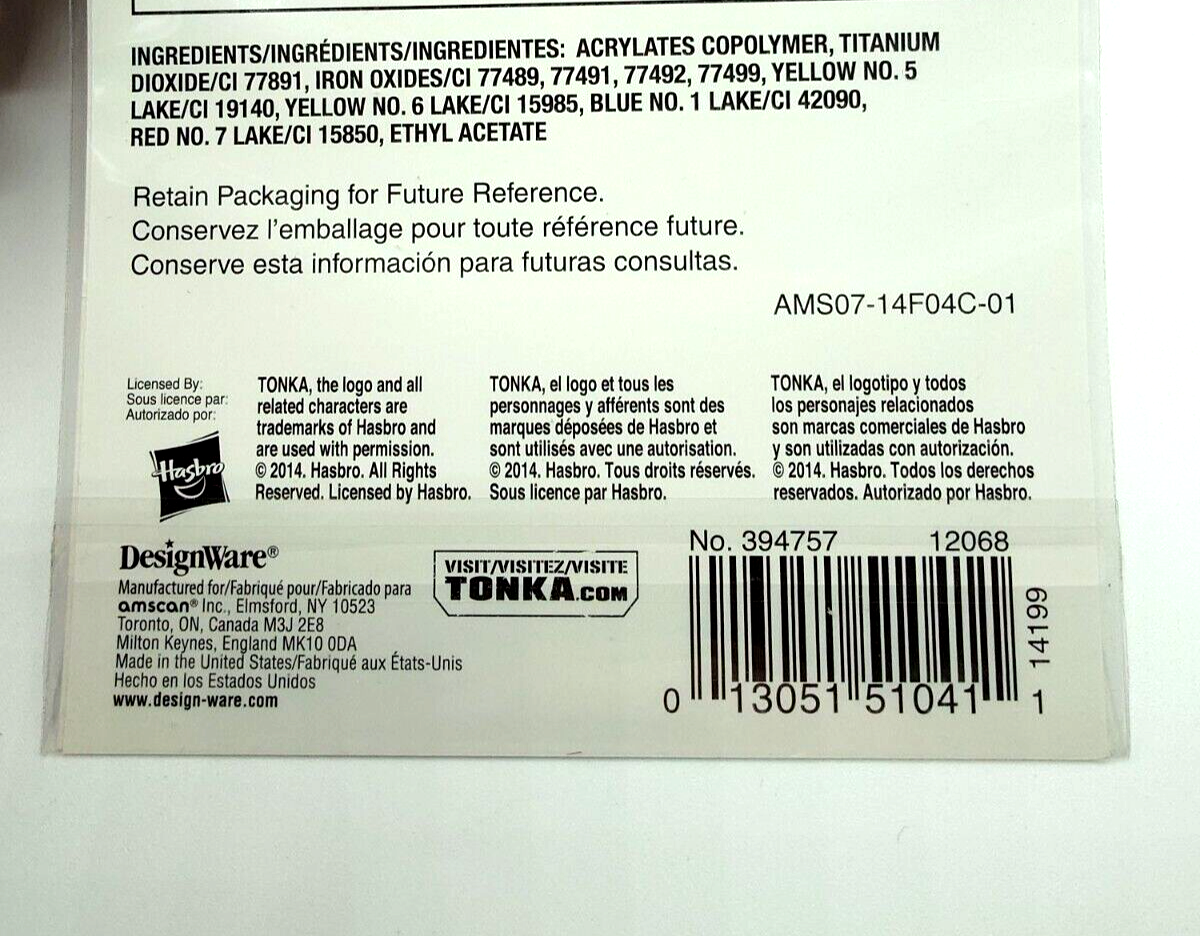 INGREDIENTS/INGRÉDIENTS/INGREDIENTES: ACRYLATES COPOLYMER, TITANIUM
DIOXIDE/CI 77891, IRON OXIDES/CI 77489, 77491, 77492, 77499, YELLOW NO. 5
LAKE/CI 19140, YELLOW NO. 6 LAKE/CI 15985, BLUE NO. 1 LAKE/CI 42090,
RED NO. 7 LAKE/CI 15850, ETHYL ACETATE
Retain Packaging for Future Reference.
Conservez l'emballage pour toute référence future.
Conserve esta información para futuras consultas.
AMS07-14F04C-01
Licensed By:
Sous licence par:
Autorizado por:
Hasbro
TONKA, the logo and all
related characters are
trademarks of Hasbro and
are used with permission.
© 2014. Hasbro. All Rights
Reserved. Licensed by Hasbro.
TONKA, el logo et tous les
personnages y afférents sont des
marques déposées de Hasbro et
sont utilisés avec une autorisation.
© 2014. Hasbro. Tous droits réservés.
Sous licence par Hasbro.
TONKA, el logotipo y todos
los personajes relacionados
son marcas comerciales de Hasbro
y son utilizadas con autorización.
© 2014. Hasbro. Todos los derechos
reservados. Autorizado por Hasbro.
DesignWare®
Manufactured for/Fabriqué pour/Fabricado para
amscan® Inc., Elmsford, NY 10523
Toronto, ON, Canada M3J 2E8
Milton Keynes, England MK10 0DA
Made in the United States/Fabriqué aux États-Unis
Hecho en los Estados Unidos
www.design-ware.com
VISIT/VISITEZ/VISITE
TONKA.COM
No. 394757 12068
0 13051 51041 1
14199